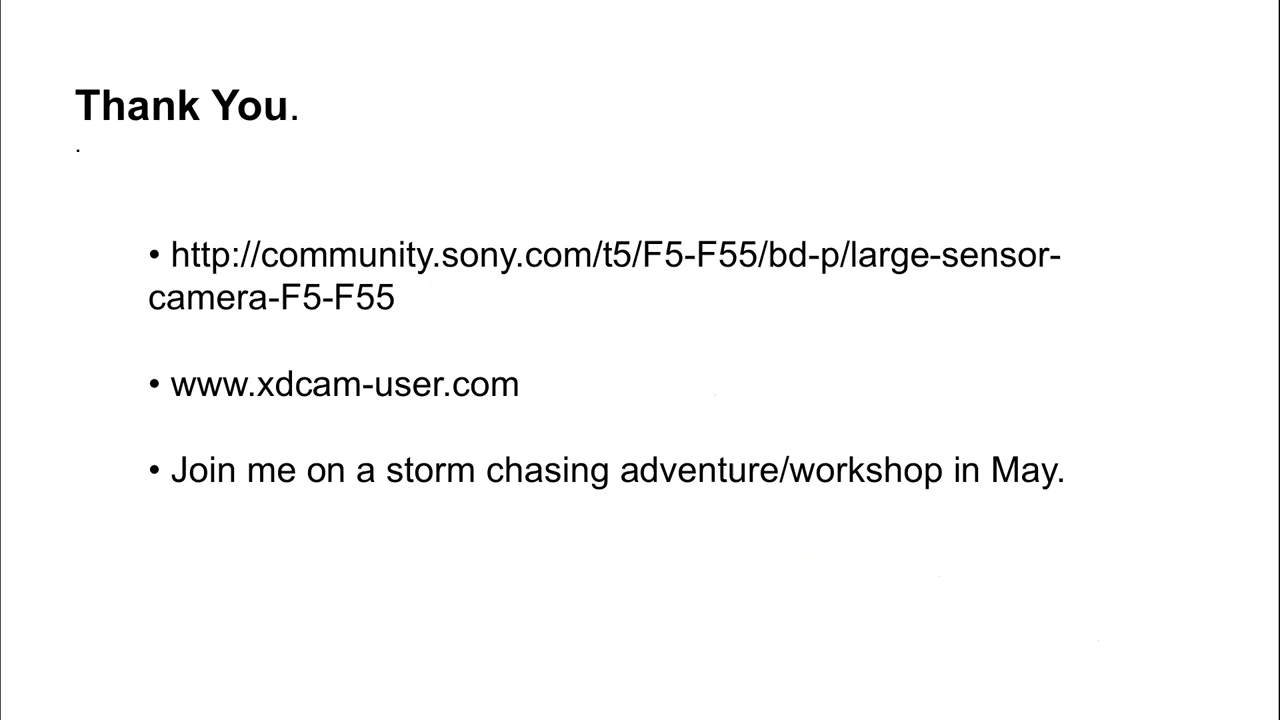 Thank You.
.
• http://community.sony.com/t5/F5-F55/bd-p/large-sensor-
camera-F5-F55
• www.xdcam-user.com
• Join me on a storm chasing adventure/workshop in May.